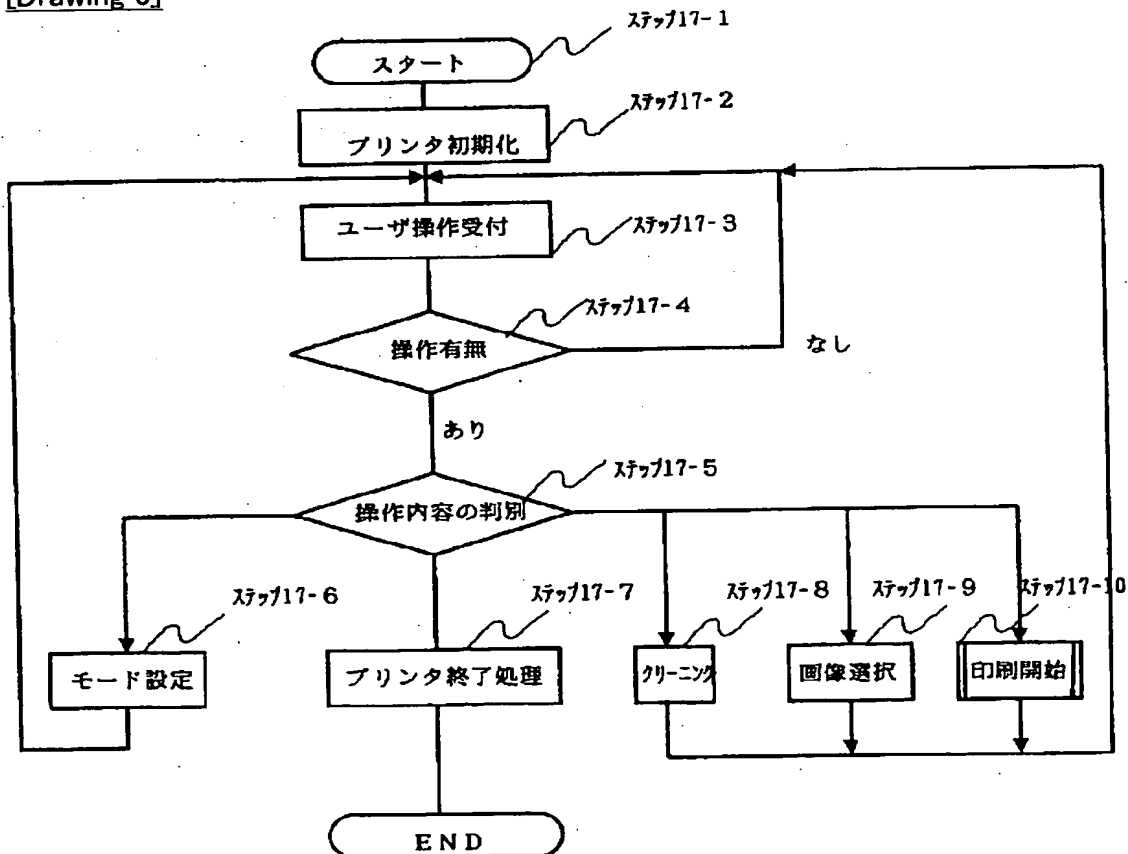 ステップ17-1
スタート
ステップ17-2
プリンタ初期化
ユーザ操作受付
ステップ17-3
ステップ17-4
操作有無
なし
あり
ステップ17-5
操作内容の判別
ステップ17-6
ステップ17-7
ステップ17-8
ステップ17-9
ステップ17-10
モード設定
プリンタ終了処理
クリーニング
画像選択
印刷開始
END